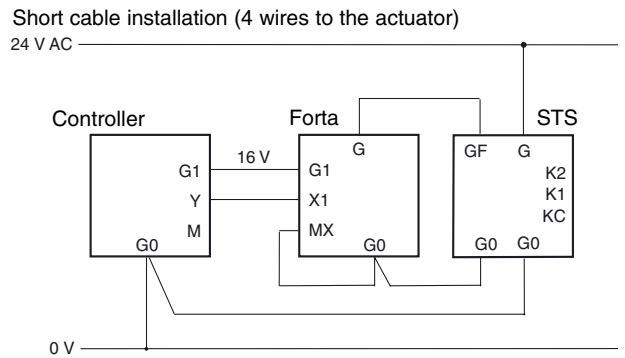 Short cable installation (4 wires to the actuator)
24 V AC
Controller
Forta
STS
G
GF
G
16 V
G1
G1
K2
Y
X1
K1
M
MX
KC
G0
G0
G0
G0
0 V